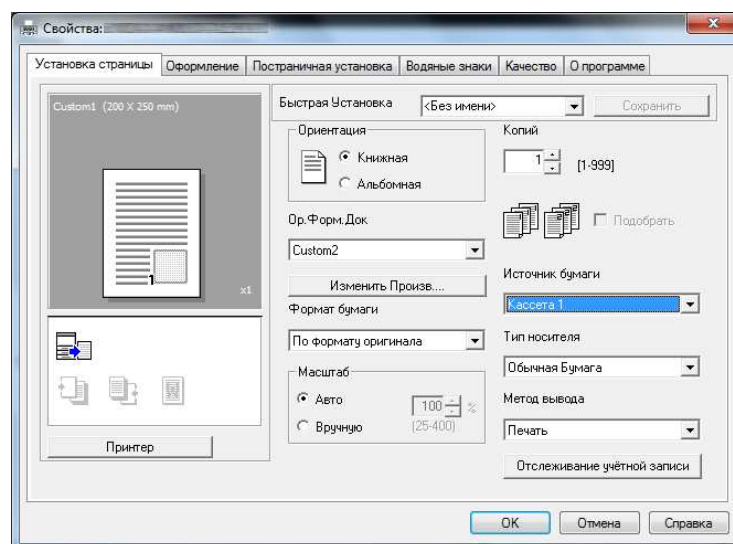 Свойства:
Установка страницы Оформление Постраничная установка Водяные знаки Качество О программе
Custom1 (200 X 250 mm)
1
x1
Принтер
Быстрая Установка <Без имени> Сохранить
Ориентация
Книжная
Альбомная
Ор.Форм.Док
Custom2
Изменить Произв....
Формат бумаги
По формату оригинала
Масштаб
Авто 100 %
Вручную (25-400)
Копий
1 [1-999]
Подобрать
Источник бумаги
Кассета 1
Тип носителя
Обычная Бумага
Метод вывода
Печать
Отслеживание учётной записи
OK Отмена Справка